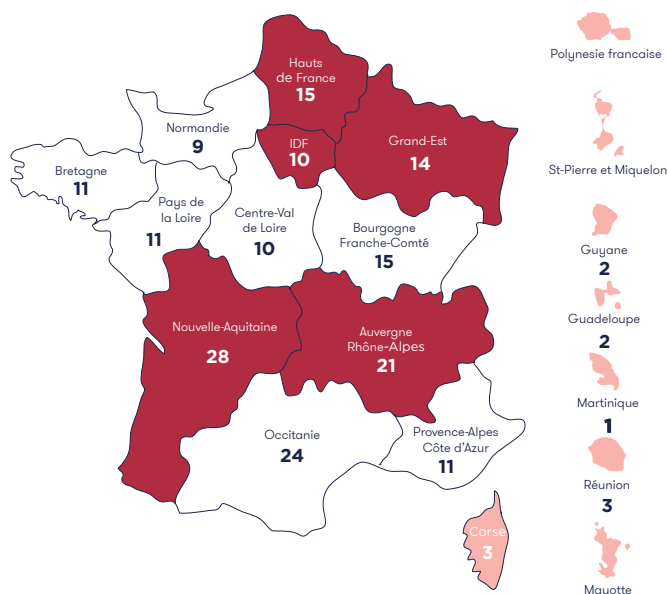 Hauts
de France
15
Polynesie francaise
Normandie
9
IDF
10
Grand-Est
14
Bretagne
11
St-Pierre et Miquelon
Pays de
la Loire
11
Centre-Val
de Loire
10
Bourgogne
Franche-Comté
15
Guyane
2
Guadeloupe
2
Nouvelle-Aquitaine
28
Auvergne
Rhône-Alpes
21
Martinique
1
Occitanie
24
Provence-Alpes
Côte d'Azur
11
Réunion
3
Corse
3
Mayotte